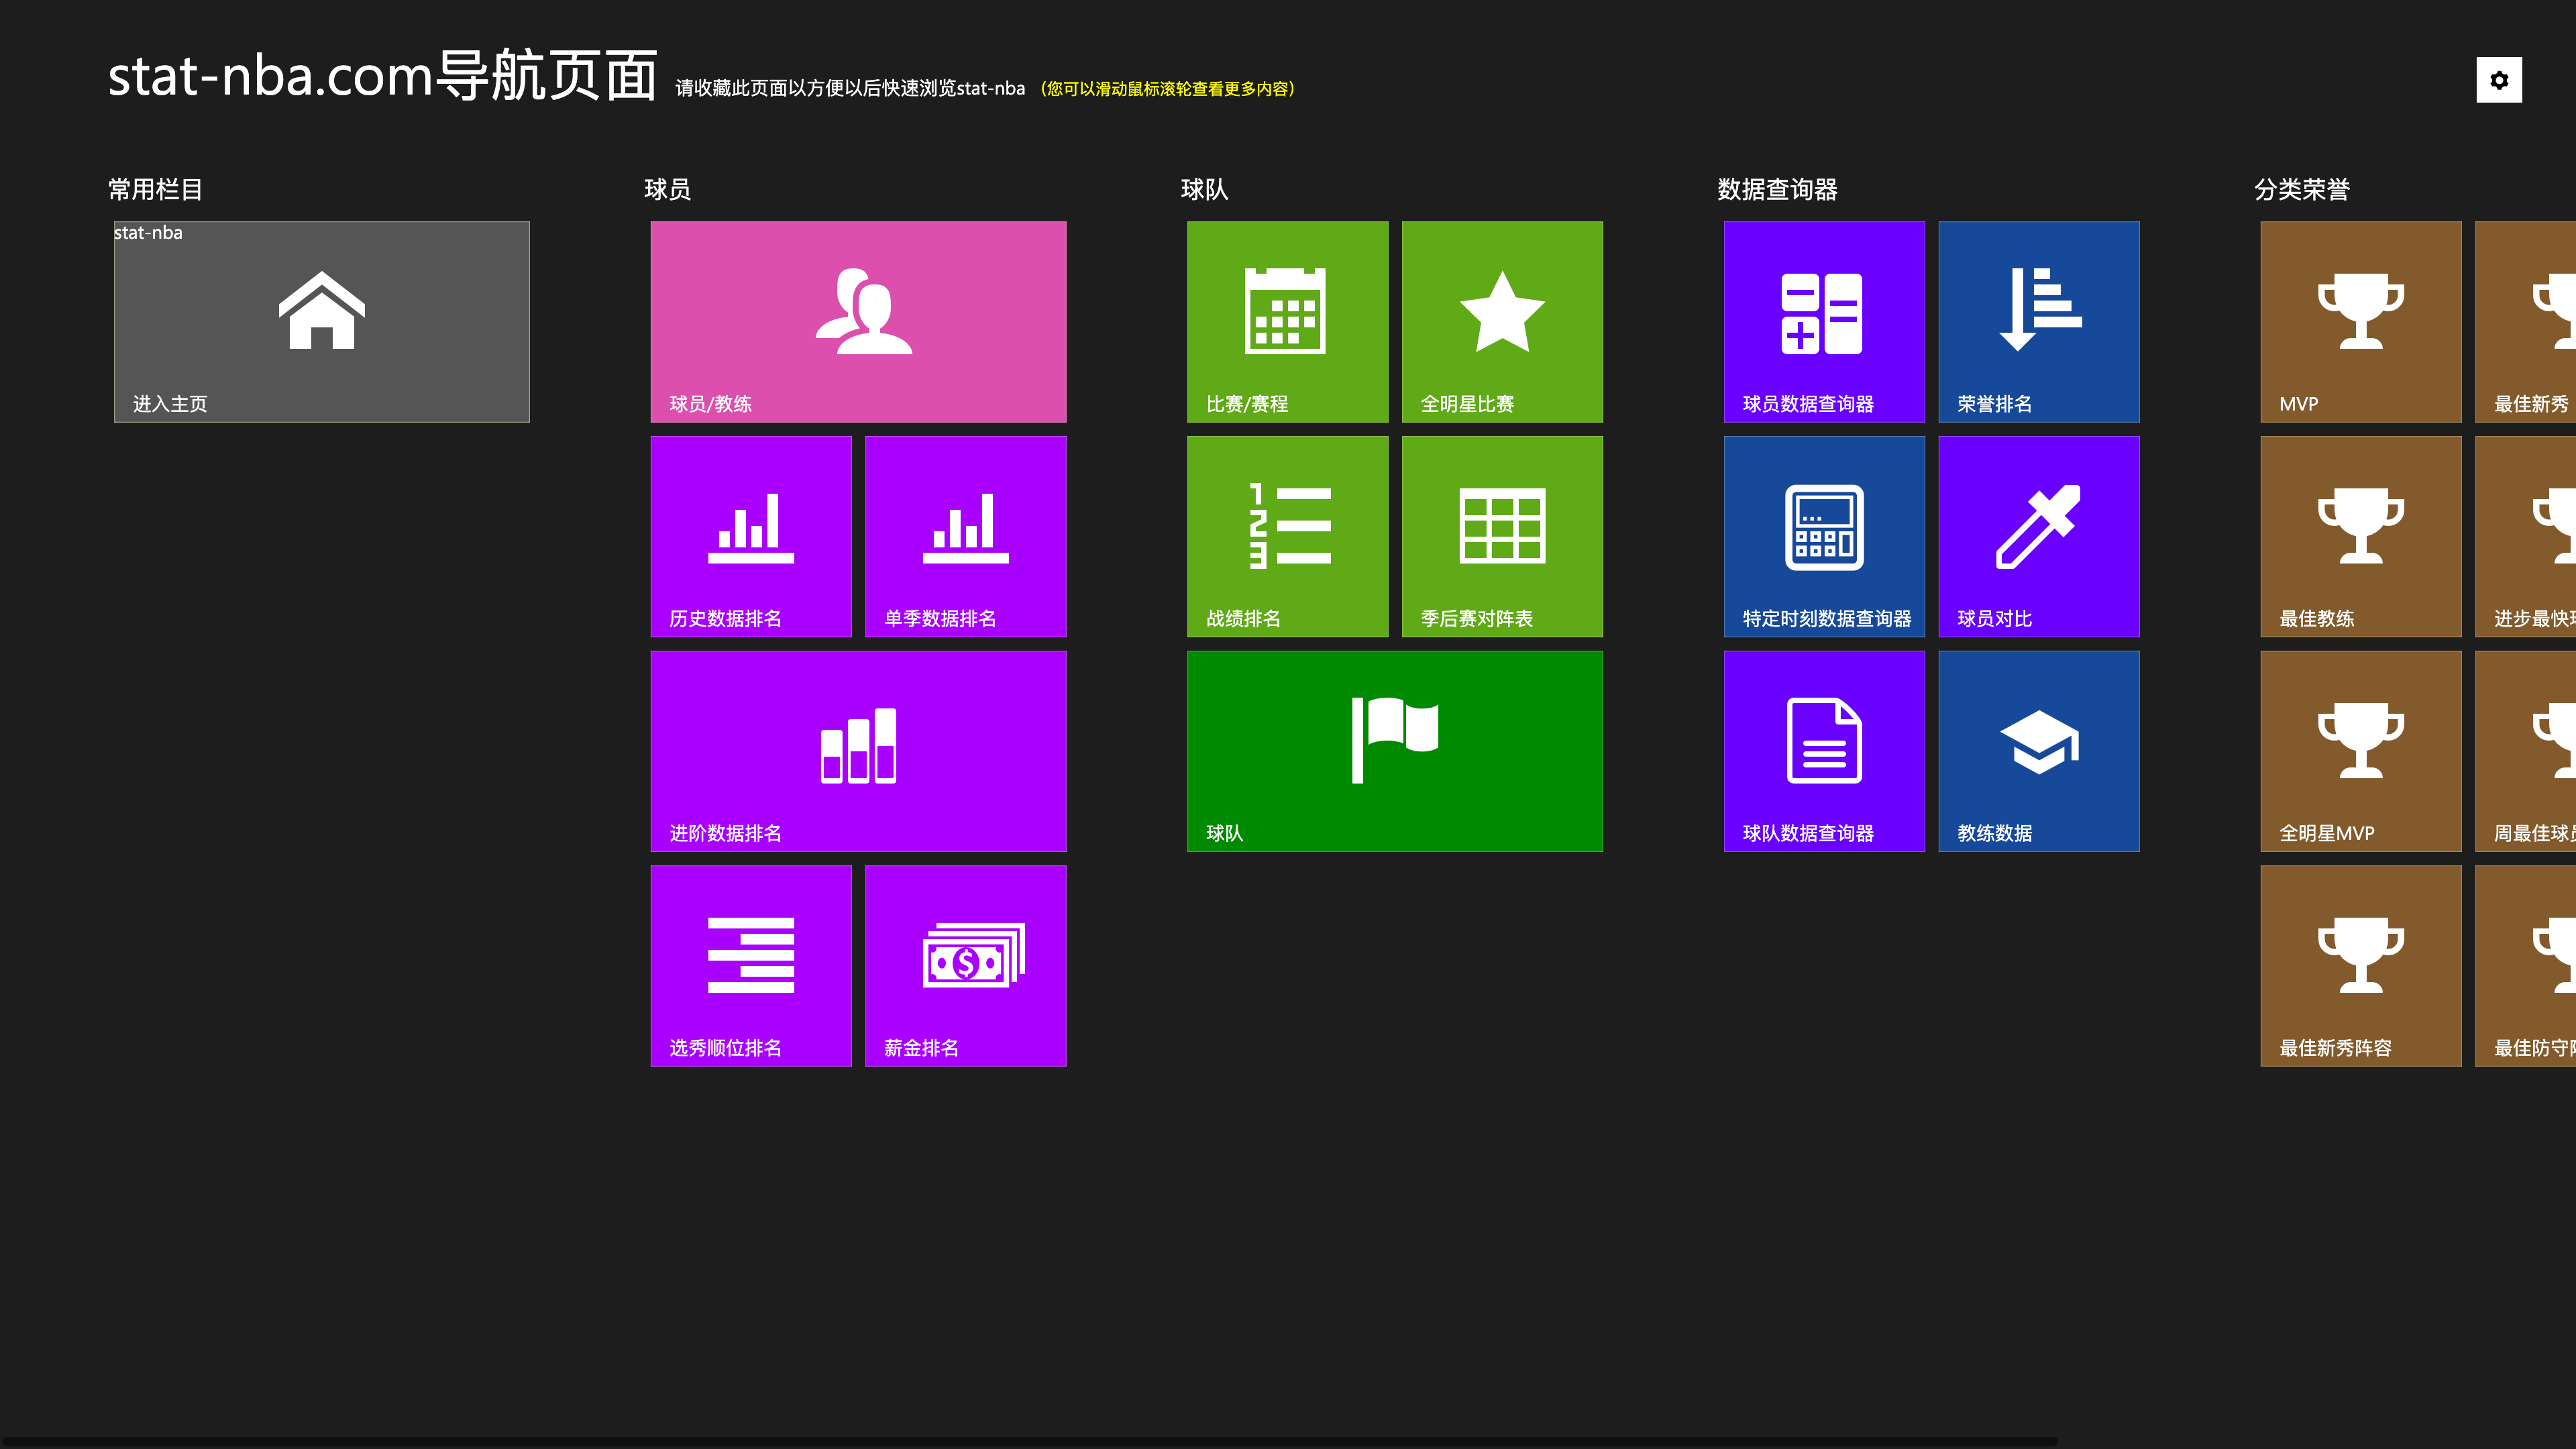 stat-nba.com导航页面 请收藏此页面以方便以后快速浏览stat-nba (您可以滑动鼠标滚轮查看更多内容)
常用栏目
stat-nba
进入主页
球员
球员/教练
历史数据排名
单季数据排名
进阶数据排名
选秀顺位排名
薪金排名
球队
比赛/赛程
全明星比赛
战绩排名
季后赛对阵表
球队
数据查询器
球员数据查询器
荣誉排名
特定时刻数据查询器
球员对比
球队数据查询器
教练数据
分类荣誉
MVP
最佳新秀
最佳教练
进步最快
全明星MVP
周最佳球
最佳新秀阵容
最佳防守